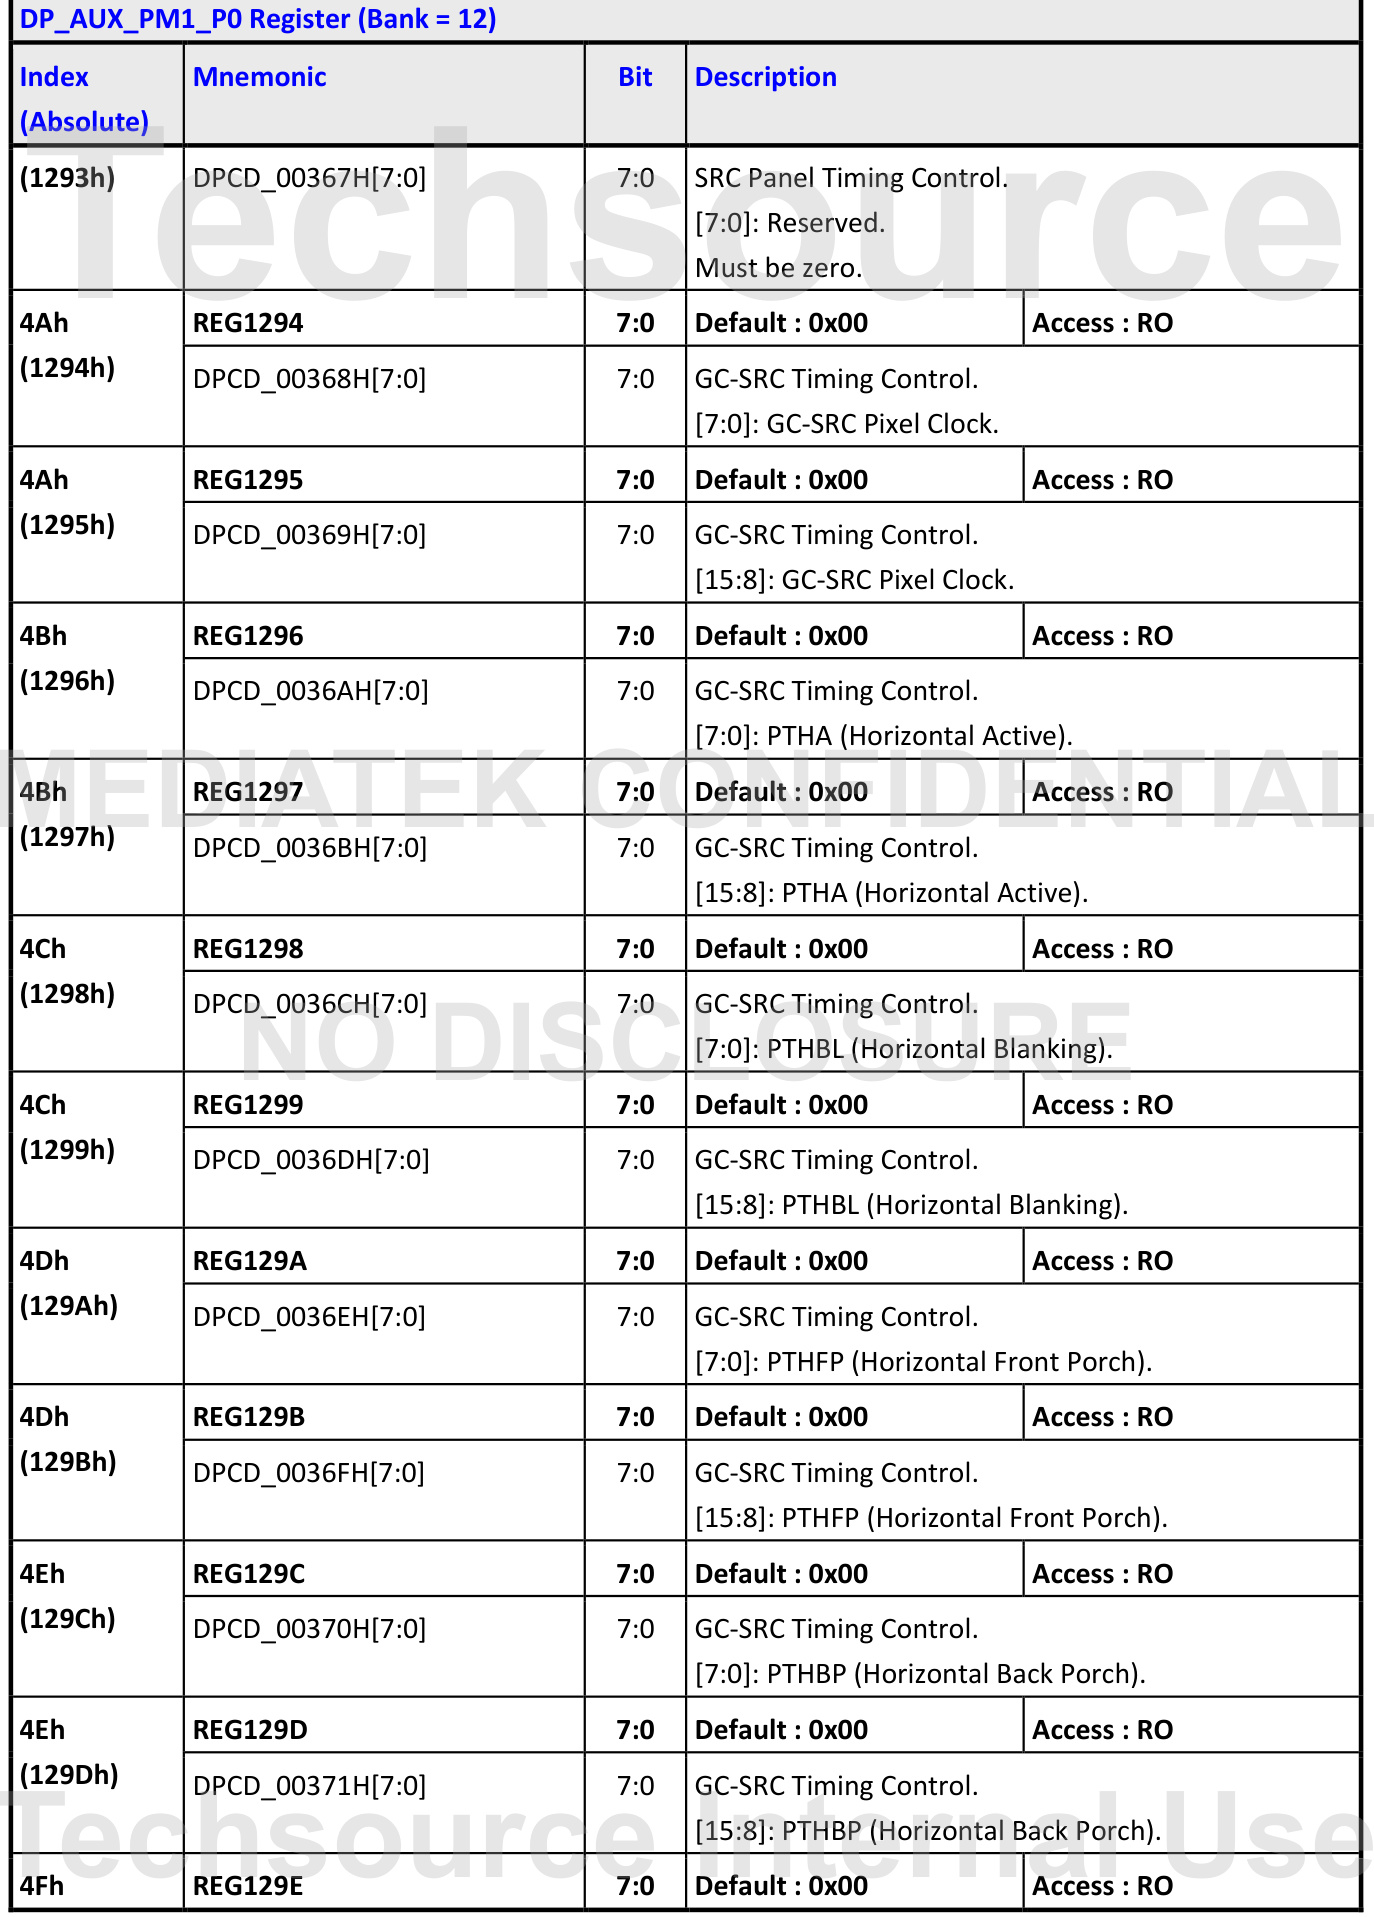 DP_AUX_PM1_P0 Register (Bank = 12)
Index (Absolute) Mnemonic Bit Description
(1293h) DPCD_00367H[7:0] 7:0 SRC Panel Timing Control.
[7:0]: Reserved.
Must be zero.
4Ah REG1294 7:0 Default : 0x00 Access : RO
(1294h) DPCD_00368H[7:0] 7:0 GC-SRC Timing Control.
[7:0]: GC-SRC Pixel Clock.
4Ah REG1295 7:0 Default : 0x00 Access : RO
(1295h) DPCD_00369H[7:0] 7:0 GC-SRC Timing Control.
[15:8]: GC-SRC Pixel Clock.
4Bh REG1296 7:0 Default : 0x00 Access : RO
(1296h) DPCD_0036AH[7:0] 7:0 GC-SRC Timing Control.
[7:0]: PTHA (Horizontal Active).
4Bh REG1297 7:0 Default : 0x00 Access : RO
(1297h) DPCD_0036BH[7:0] 7:0 GC-SRC Timing Control.
[15:8]: PTHA (Horizontal Active).
4Ch REG1298 7:0 Default : 0x00 Access : RO
(1298h) DPCD_0036CH[7:0] 7:0 GC-SRC Timing Control.
[7:0]: PTHBL (Horizontal Blanking).
4Ch REG1299 7:0 Default : 0x00 Access : RO
(1299h) DPCD_0036DH[7:0] 7:0 GC-SRC Timing Control.
[15:8]: PTHBL (Horizontal Blanking).
4Dh REG129A 7:0 Default : 0x00 Access : RO
(129Ah) DPCD_0036EH[7:0] 7:0 GC-SRC Timing Control.
[7:0]: PTHFP (Horizontal Front Porch).
4Dh REG129B 7:0 Default : 0x00 Access : RO
(129Bh) DPCD_0036FH[7:0] 7:0 GC-SRC Timing Control.
[15:8]: PTHFP (Horizontal Front Porch).
4Eh REG129C 7:0 Default : 0x00 Access : RO
(129Ch) DPCD_00370H[7:0] 7:0 GC-SRC Timing Control.
[7:0]: PTHBP (Horizontal Back Porch).
4Eh REG129D 7:0 Default : 0x00 Access : RO
(129Dh) DPCD_00371H[7:0] 7:0 GC-SRC Timing Control.
[15:8]: PTHBP (Horizontal Back Porch).
4Fh REG129E 7:0 Default : 0x00 Access : RO
Techsource
MEDIATEK CONFIDENTIAL
NO DISCLOSURE
Techsource Internal Use